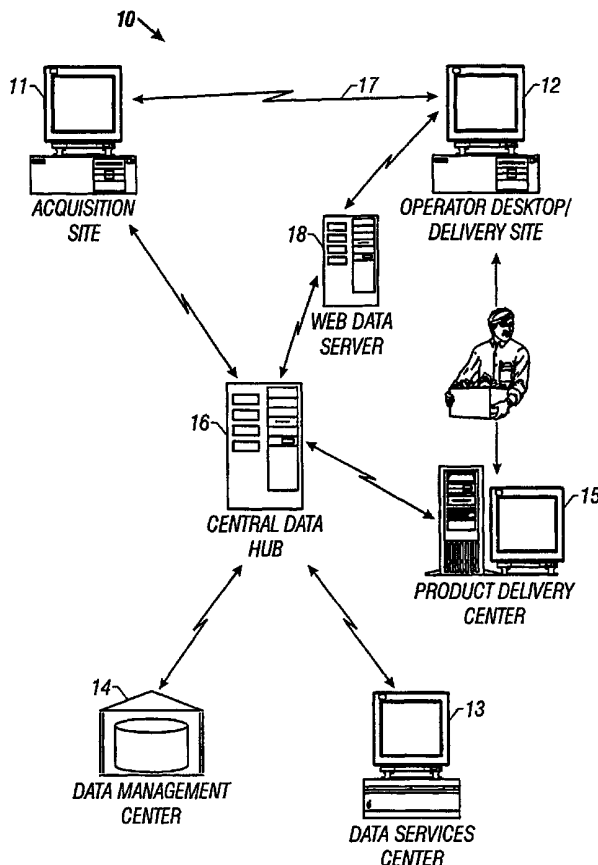 10
11
17
12
ACQUISITION
SITE
OPERATOR DESKTOP/
DELIVERY SITE
18
WEB DATA
SERVER
16
CENTRAL DATA
HUB
15
PRODUCT DELIVERY
CENTER
14
DATA MANAGEMENT
CENTER
13
DATA SERVICES
CENTER